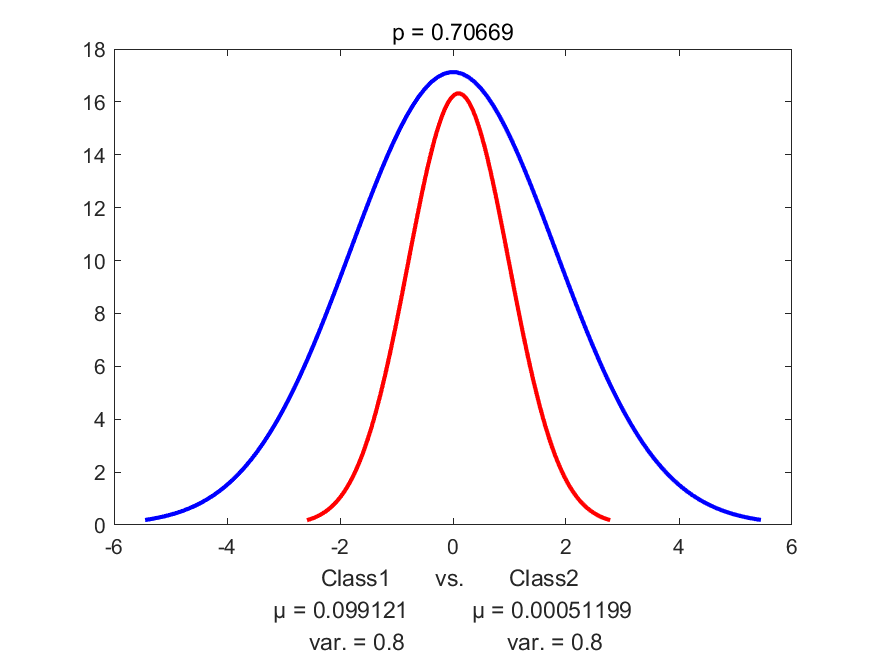 p = 0.70669
18
16
14
12
10
8
6
4
2
0
-6 -4 -2 0 2 4 6
Class1 vs. Class2
μ = 0.099121 μ = 0.00051199
var. = 0.8 var. = 0.8